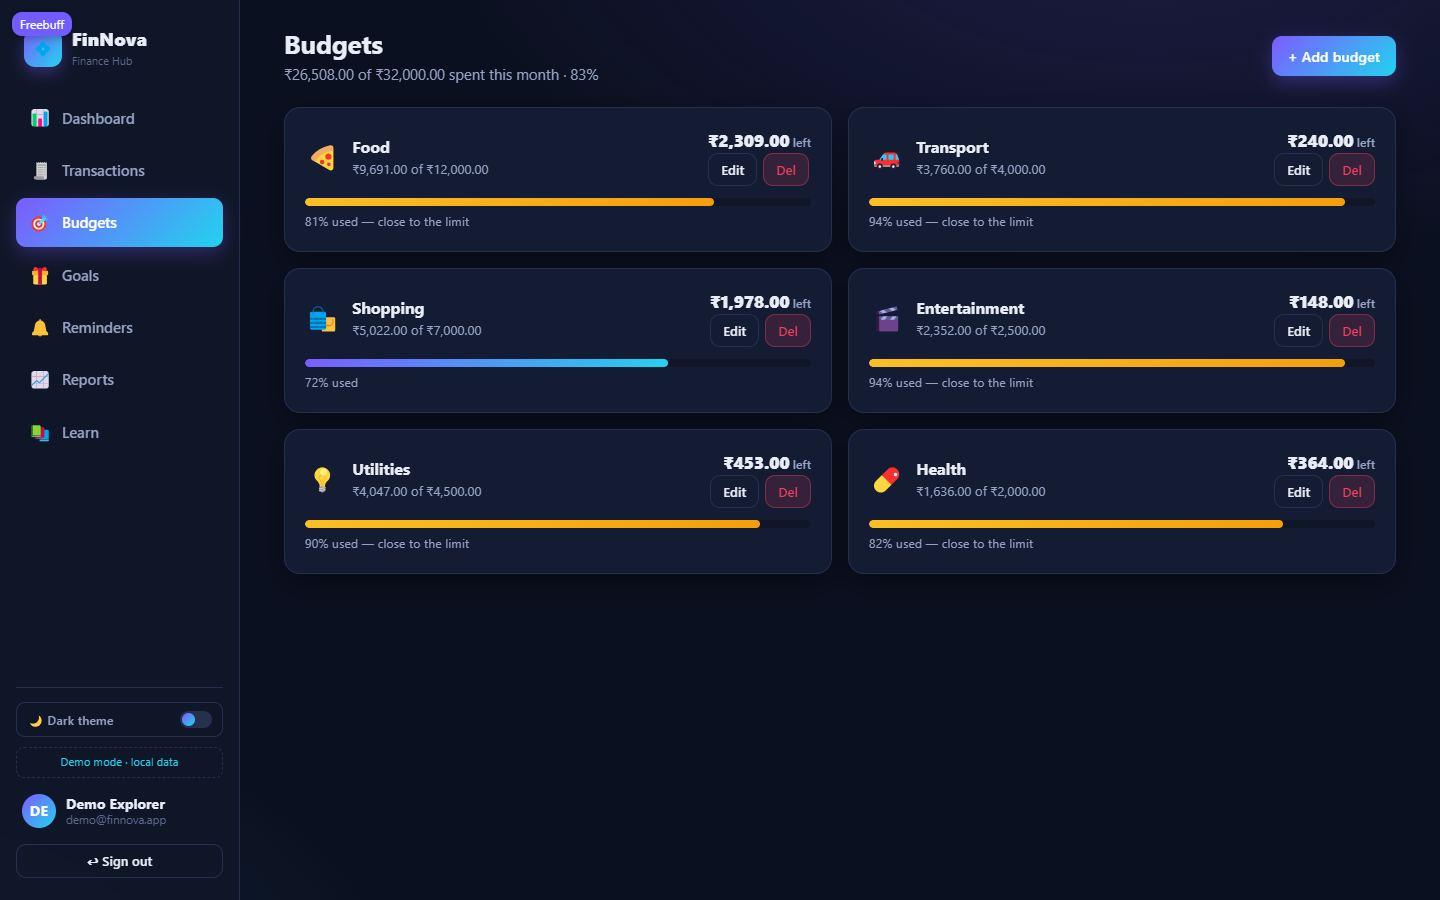 Freebuff
FinNova
Finance Hub
Dashboard
Transactions
Budgets
Goals
Reminders
Reports
Learn
Dark theme
Demo mode · local data
DE
Demo Explorer
demo@finnova.app
↩ Sign out
Budgets
₹26,508.00 of ₹32,000.00 spent this month · 83%
+ Add budget
Food
₹9,691.00 of ₹12,000.00
₹2,309.00 left
Edit Del
81% used — close to the limit
Transport
₹3,760.00 of ₹4,000.00
₹240.00 left
Edit Del
94% used — close to the limit
Shopping
₹5,022.00 of ₹7,000.00
₹1,978.00 left
Edit Del
72% used
Entertainment
₹2,352.00 of ₹2,500.00
₹148.00 left
Edit Del
94% used — close to the limit
Utilities
₹4,047.00 of ₹4,500.00
₹453.00 left
Edit Del
90% used — close to the limit
Health
₹1,636.00 of ₹2,000.00
₹364.00 left
Edit Del
82% used — close to the limit